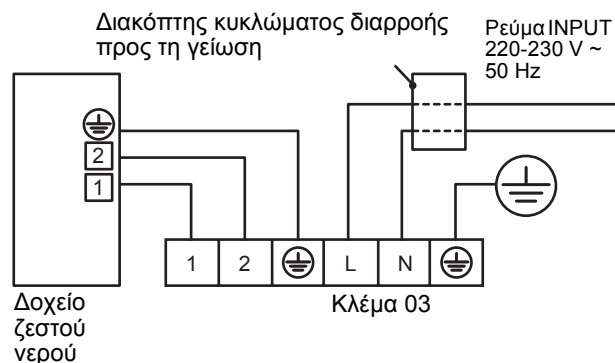 Διακόπτης κυκλώματος διαρροής
προς τη γείωση
Ρεύμα INPUT
220-230 V ~
50 Hz
2
1
1 2 L N
Κλέμα 03
Δοχείο
ζεστού
νερού